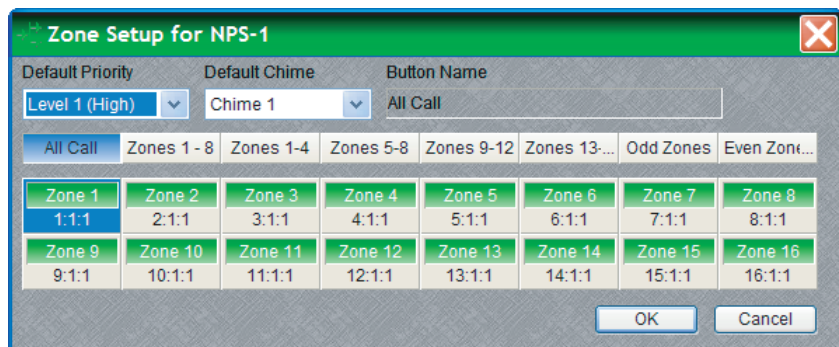 Zone Setup for NPS-1
Default Priority Default Chime Button Name
Level 1 (High) Chime 1 All Call
All Call Zones 1 - 8 Zones 1-4 Zones 5-8 Zones 9-12 Zones 13-... Odd Zones Even Zone...
Zone 1 Zone 2 Zone 3 Zone 4 Zone 5 Zone 6 Zone 7 Zone 8
1:1:1 2:1:1 3:1:1 4:1:1 5:1:1 6:1:1 7:1:1 8:1:1
Zone 9 Zone 10 Zone 11 Zone 12 Zone 13 Zone 14 Zone 15 Zone 16
9:1:1 10:1:1 11:1:1 12:1:1 13:1:1 14:1:1 15:1:1 16:1:1
OK Cancel